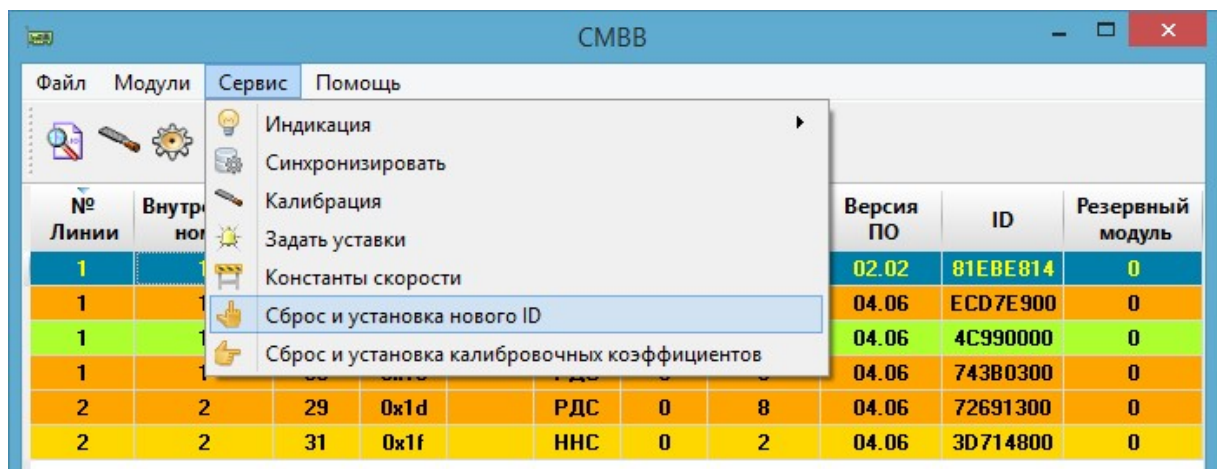 СМВВ
Файл Модули Сервис Помощь
Индикация
Синхронизировать
Калибрация
Задать уставки
Константы скорости
Сброс и установка нового ID
Сброс и установка калибровочных коэффициентов
№ Линии Версия ПО ID Резервный модуль
1 02.02 81EBE814 0
1 04.06 ECD7E900 0
1 04.06 4C990000 0
1 04.06 743B0300 0
2 2 29 0x1d РДС 0 8 04.06 72691300 0
2 2 31 0x1f ННС 0 2 04.06 3D714800 0